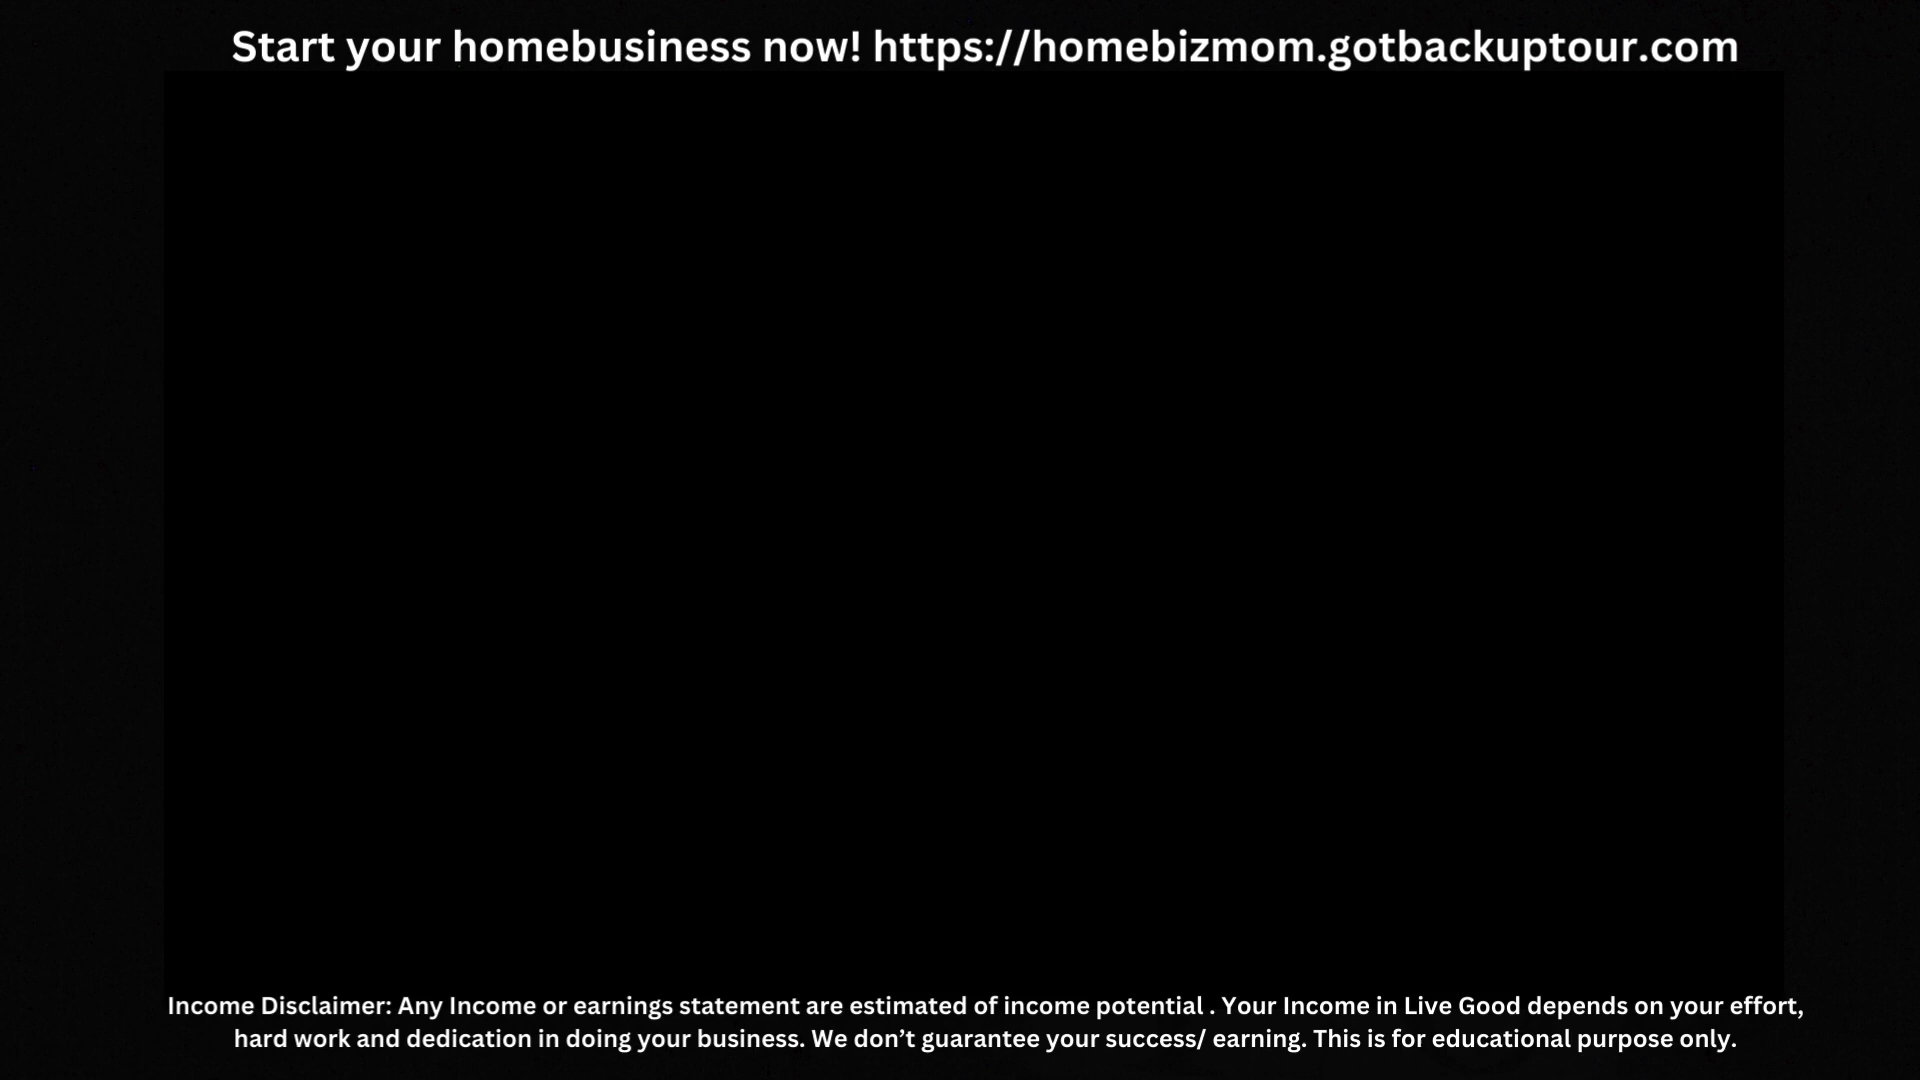 Start your homebusiness now! https://homebizmom.gotbackuptour.com
Income Disclaimer: Any Income or earnings statement are estimated of income potential . Your Income in Live Good depends on your effort,
hard work and dedication in doing your business. We don’t guarantee your success/ earning. This is for educational purpose only.